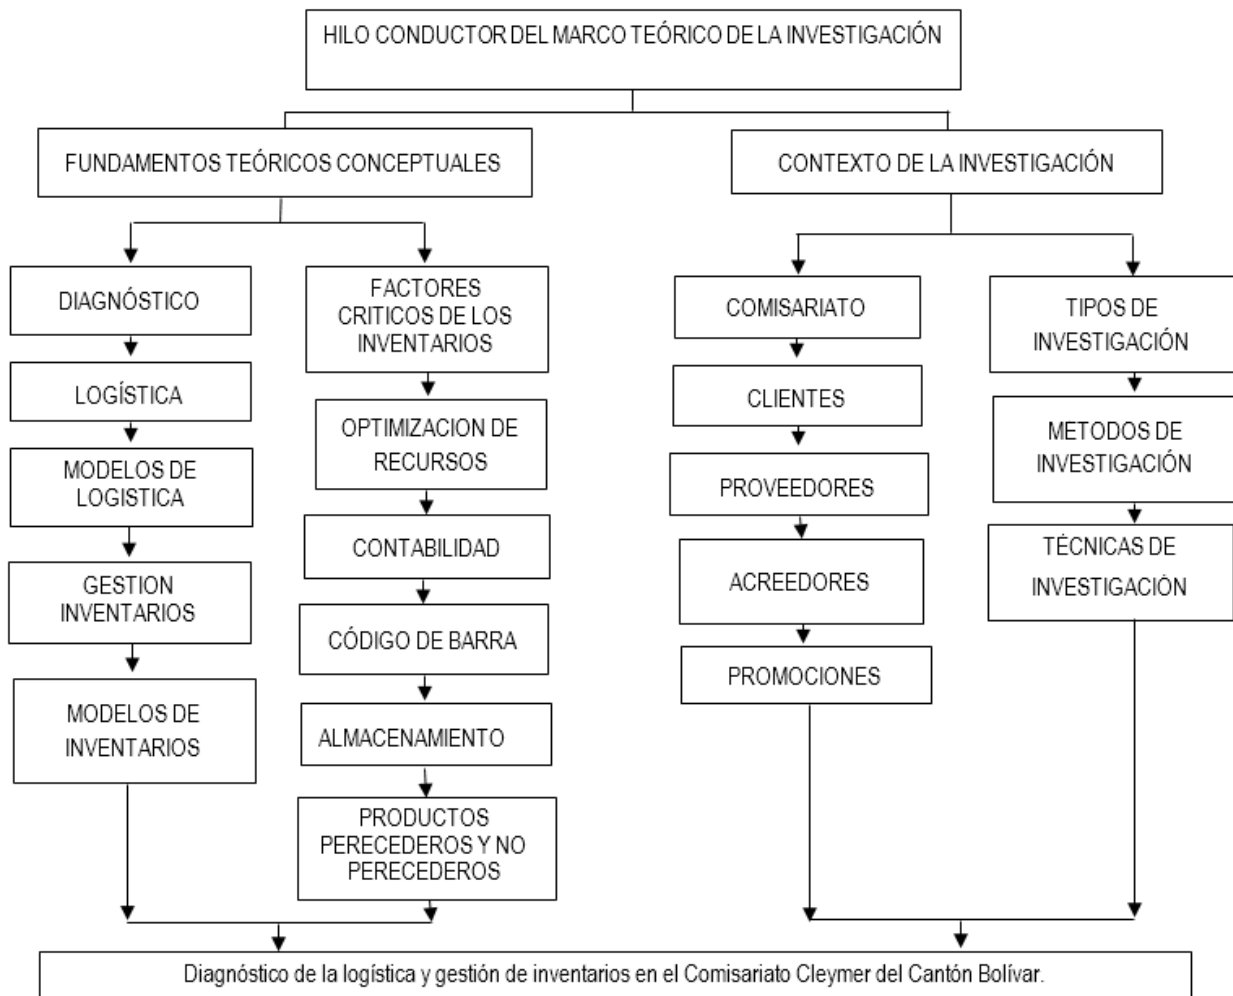 HILO CONDUCTOR DEL MARCO TEÓRICO DE LA INVESTIGACIÓN
FUNDAMENTOS TEÓRICOS CONCEPTUALES
CONTEXTO DE LA INVESTIGACIÓN
DIAGNÓSTICO
LOGÍSTICA
MODELOS DE
LOGISTICA
GESTION
INVENTARIOS
MODELOS DE
INVENTARIOS
FACTORES
CRITICOS DE LOS
INVENTARIOS
OPTIMIZACION DE
RECURSOS
CONTABILIDAD
CÓDIGO DE BARRA
ALMACENAMIENTO
PRODUCTOS
PERECEDEROS Y NO
PERECEDEROS
COMISARIATO
CLIENTES
PROVEEDORES
ACREEDORES
PROMOCIONES
TIPOS DE
INVESTIGACIÓN
METODOS DE
INVESTIGACIÓN
TÉCNICAS DE
INVESTIGACIÓN
Diagnóstico de la logística y gestión de inventarios en el Comisariato Cleymer del Cantón Bolívar.